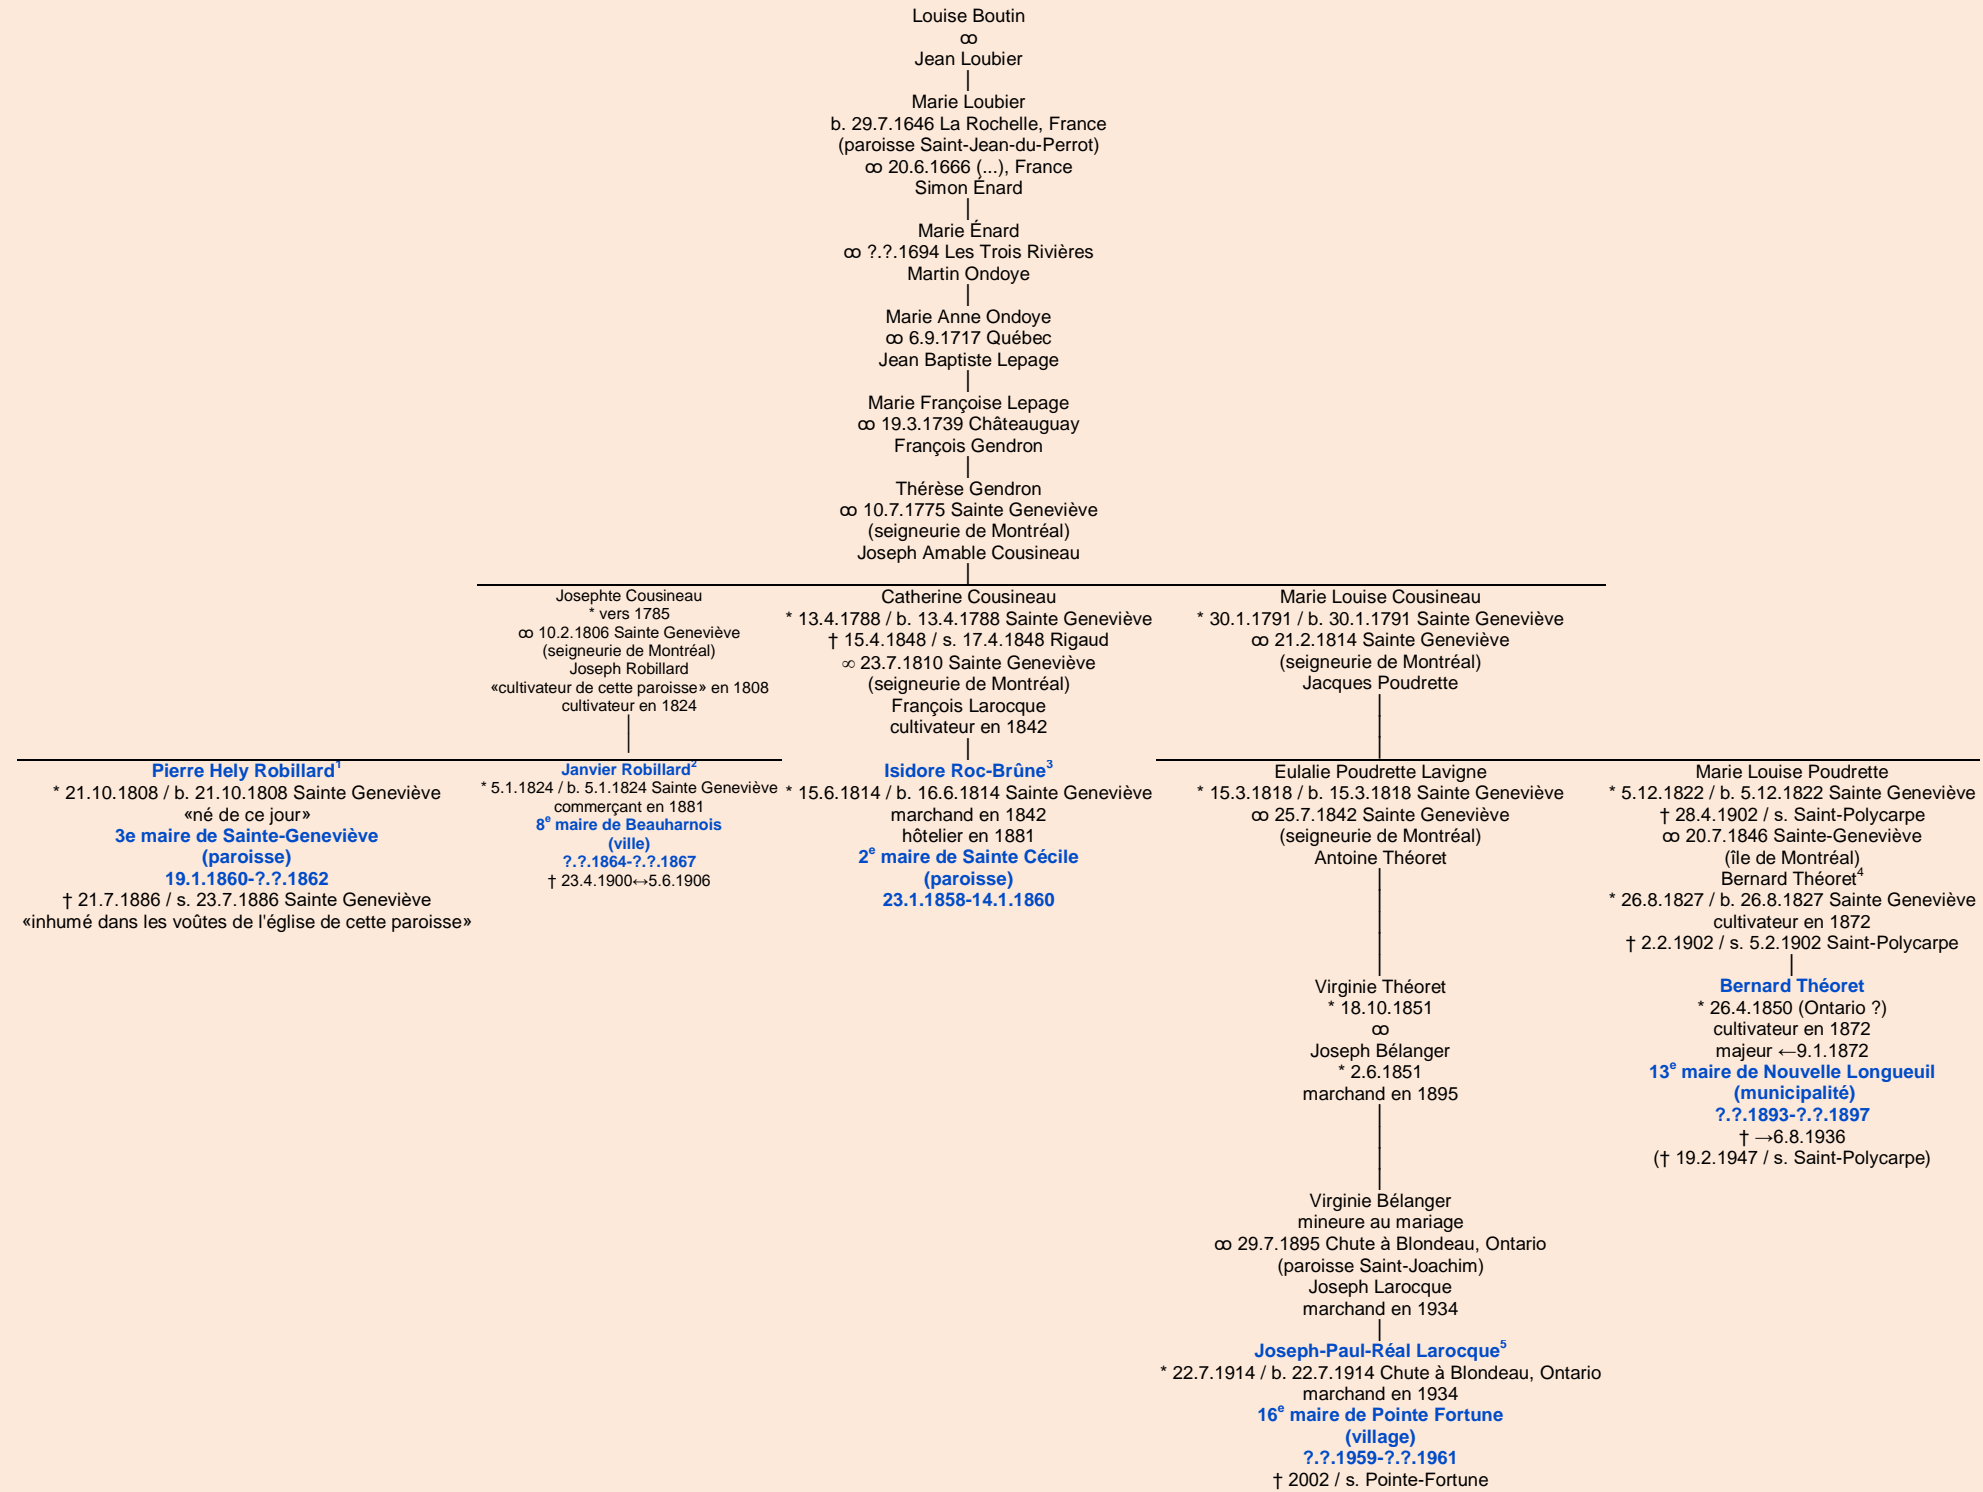 Louise Boutin
ꝏ
Jean Loubier
Marie Loubier
b. 29.7.1646 La Rochelle, France
(paroisse Saint-Jean-du-Perrot)
ꝏ 20.6.1666 (...), France
Simon Énard
Marie Énard
ꝏ ?.?.1694 Les Trois Rivières
Martin Ondoye
Marie Anne Ondoye
ꝏ 6.9.1717 Québec
Jean Baptiste Lepage
Marie Françoise Lepage
ꝏ 19.3.1739 Châteauguay
François Gendron
Thérèse Gendron
ꝏ 10.7.1775 Sainte Geneviève
(seigneurie de Montréal)
Joseph Amable Cousineau
Josephte Cousineau
* vers 1785
ꝏ 10.2.1806 Sainte Geneviève
(seigneurie de Montréal)
Joseph Robillard
«cultivateur de cette paroisse» en 1808
cultivateur en 1824
Catherine Cousineau
* 13.4.1788 / b. 13.4.1788 Sainte Geneviève
† 15.4.1848 / s. 17.4.1848 Rigaud
∞ 23.7.1810 Sainte Geneviève
(seigneurie de Montréal)
François Larocque
cultivateur en 1842
Marie Louise Cousineau
* 30.1.1791 / b. 30.1.1791 Sainte Geneviève
ꝏ 21.2.1814 Sainte Geneviève
(seigneurie de Montréal)
Jacques Poudrette
Pierre Hely Robillard¹
* 21.10.1808 / b. 21.10.1808 Sainte Geneviève
«né de ce jour»
3e maire de Sainte-Geneviève
(paroisse)
19.1.1860-?.?.1862
† 21.7.1886 / s. 23.7.1886 Sainte Geneviève
«inhumé dans les voûtes de l'église de cette paroisse»
Janvier Robillard²
* 5.1.1824 / b. 5.1.1824 Sainte Geneviève
commerçant en 1881
8ᵉ maire de Beauharnois
(ville)
?.?.1864-?.?.1867
† 23.4.1900↔5.6.1906
Isidore Roc-Brûne³
* 15.6.1814 / b. 16.6.1814 Sainte Geneviève
marchand en 1842
hôtelier en 1881
2ᵉ maire de Sainte Cécile
(paroisse)
23.1.1858-14.1.1860
Eulalie Poudrette Lavigne
* 15.3.1818 / b. 15.3.1818 Sainte Geneviève
ꝏ 25.7.1842 Sainte Geneviève
(seigneurie de Montréal)
Antoine Théoret
Marie Louise Poudrette
* 5.12.1822 / b. 5.12.1822 Sainte Geneviève
† 28.4.1902 / s. Saint-Polycarpe
ꝏ 20.7.1846 Sainte-Geneviève
(île de Montréal)
Bernard Théoret⁴
* 26.8.1827 / b. 26.8.1827 Sainte Geneviève
cultivateur en 1872
† 2.2.1902 / s. 5.2.1902 Saint-Polycarpe
Virginie Théoret
* 18.10.1851
ꝏ
Joseph Bélanger
* 2.6.1851
marchand en 1895
Bernard Théoret
* 26.4.1850 (Ontario ?)
cultivateur en 1872
majeur ←9.1.1872
13ᵉ maire de Nouvelle Longueuil
(municipalité)
?.?.1893-?.?.1897
† →6.8.1936
(† 19.2.1947 / s. Saint-Polycarpe)
Virginie Bélanger
mineure au mariage
ꝏ 29.7.1895 Chute à Blondeau, Ontario
(paroisse Saint-Joachim)
Joseph Larocque
marchand en 1934
Joseph-Paul-Réal Larocque⁵
* 22.7.1914 / b. 22.7.1914 Chute à Blondeau, Ontario
marchand en 1934
16ᵉ maire de Pointe Fortune
(village)
?.?.1959-?.?.1961
† 2002 / s. Pointe-Fortune